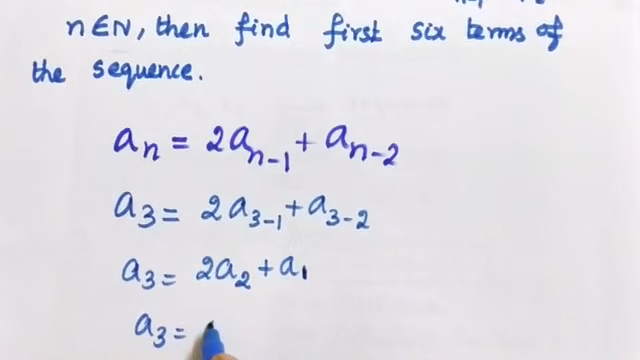 n∈N, then find first six terms of
the sequence.
aₙ = 2aₙ₋₁ + aₙ₋₂
a₃ = 2a₃₋₁ + a₃₋₂
a₃ = 2a₂ + a₁
a₃ =